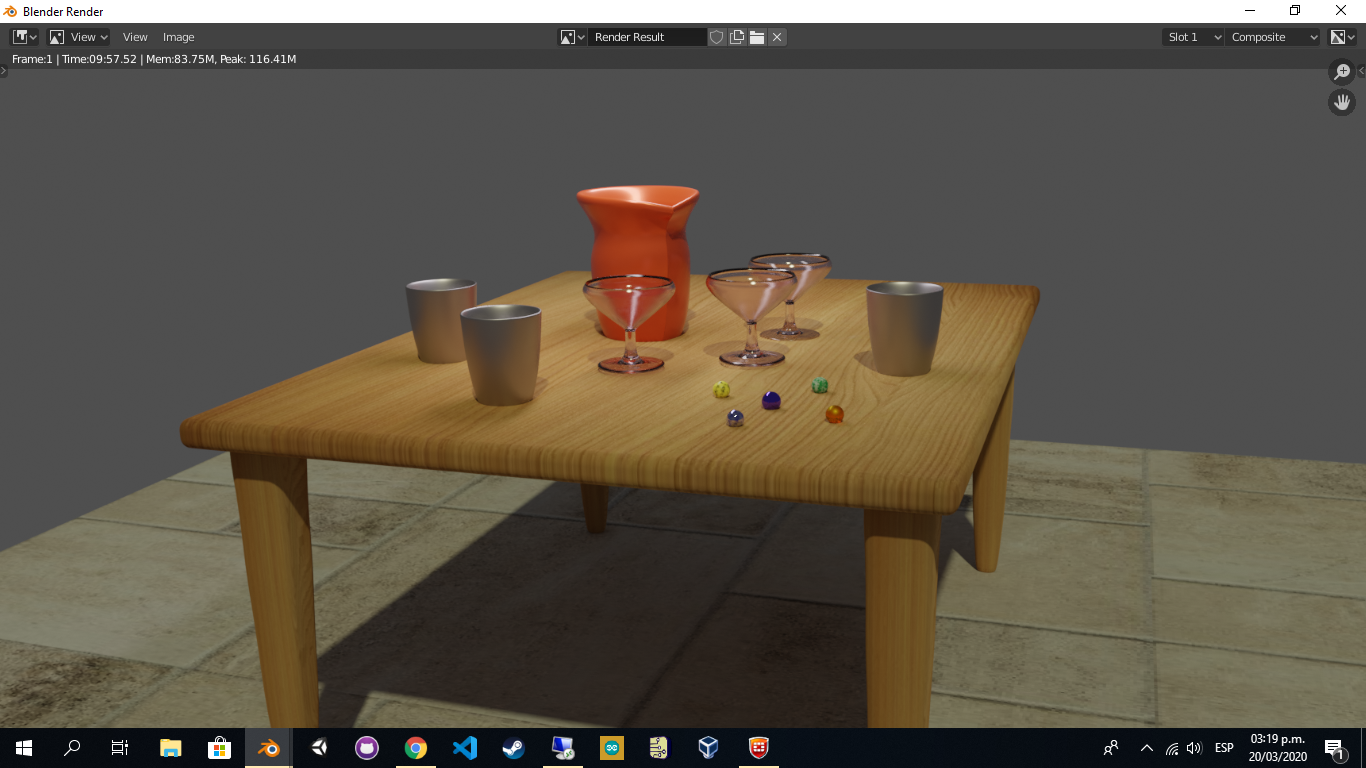 Blender Render
View View Image Render Result Slot 1 Composite
Frame:1 | Time:09:57.52 | Mem:83.75M, Peak: 116.41M
ESP 03:19 p.m.
20/03/2020 1